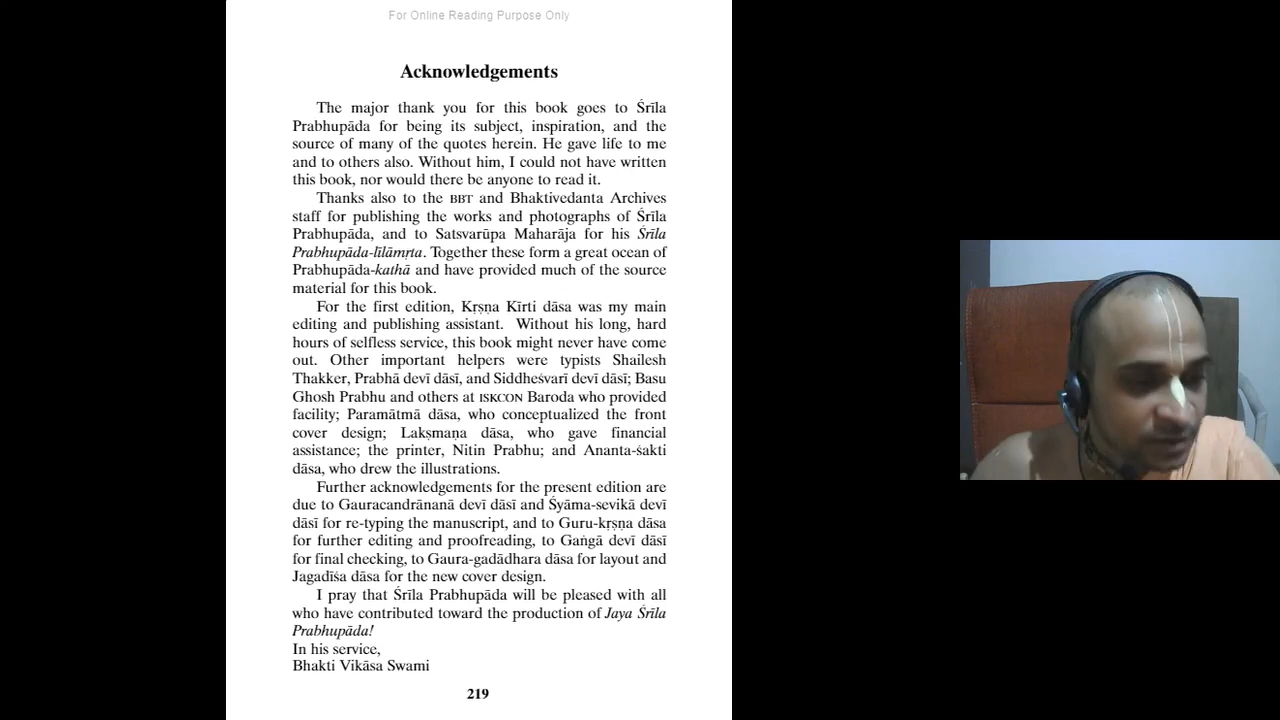 For Online Reading Purpose Only
Acknowledgements
The major thank you for this book goes to Śrīla
Prabhupāda for being its subject, inspiration, and the
source of many of the quotes herein. He gave life to me
and to others also. Without him, I could not have written
this book, nor would there be anyone to read it.
Thanks also to the BBT and Bhaktivedanta Archives
staff for publishing the works and photographs of Śrīla
Prabhupāda, and to Satsvarūpa Mahārāja for his Śrīla
Prabhupāda-līlāmṛta. Together these form a great ocean of
Prabhupāda-kathā and have provided much of the source
material for this book.
For the first edition, Kṛṣṇa Kīrti dāsa was my main
editing and publishing assistant. Without his long, hard
hours of selfless service, this book might never have come
out. Other important helpers were typists Shailesh
Thakker, Prabhā devī dāsī, and Siddheśvarī devī dāsī; Basu
Ghosh Prabhu and others at ISKCON Baroda who provided
facility; Paramātmā dāsa, who conceptualized the front
cover design; Lakṣmaṇa dāsa, who gave financial
assistance; the printer, Nitin Prabhu; and Ananta-śakti
dāsa, who drew the illustrations.
Further acknowledgements for the present edition are
due to Gauracandrānanā devī dāsī and Śyāma-sevikā devī
dāsī for re-typing the manuscript, and to Guru-kṛṣṇa dāsa
for further editing and proofreading, to Gaṅgā devī dāsī
for final checking, to Gaura-gadādhara dāsa for layout and
Jagadīśa dāsa for the new cover design.
I pray that Śrīla Prabhupāda will be pleased with all
who have contributed toward the production of Jaya Śrīla
Prabhupāda!
In his service,
Bhakti Vikāsa Swami
219